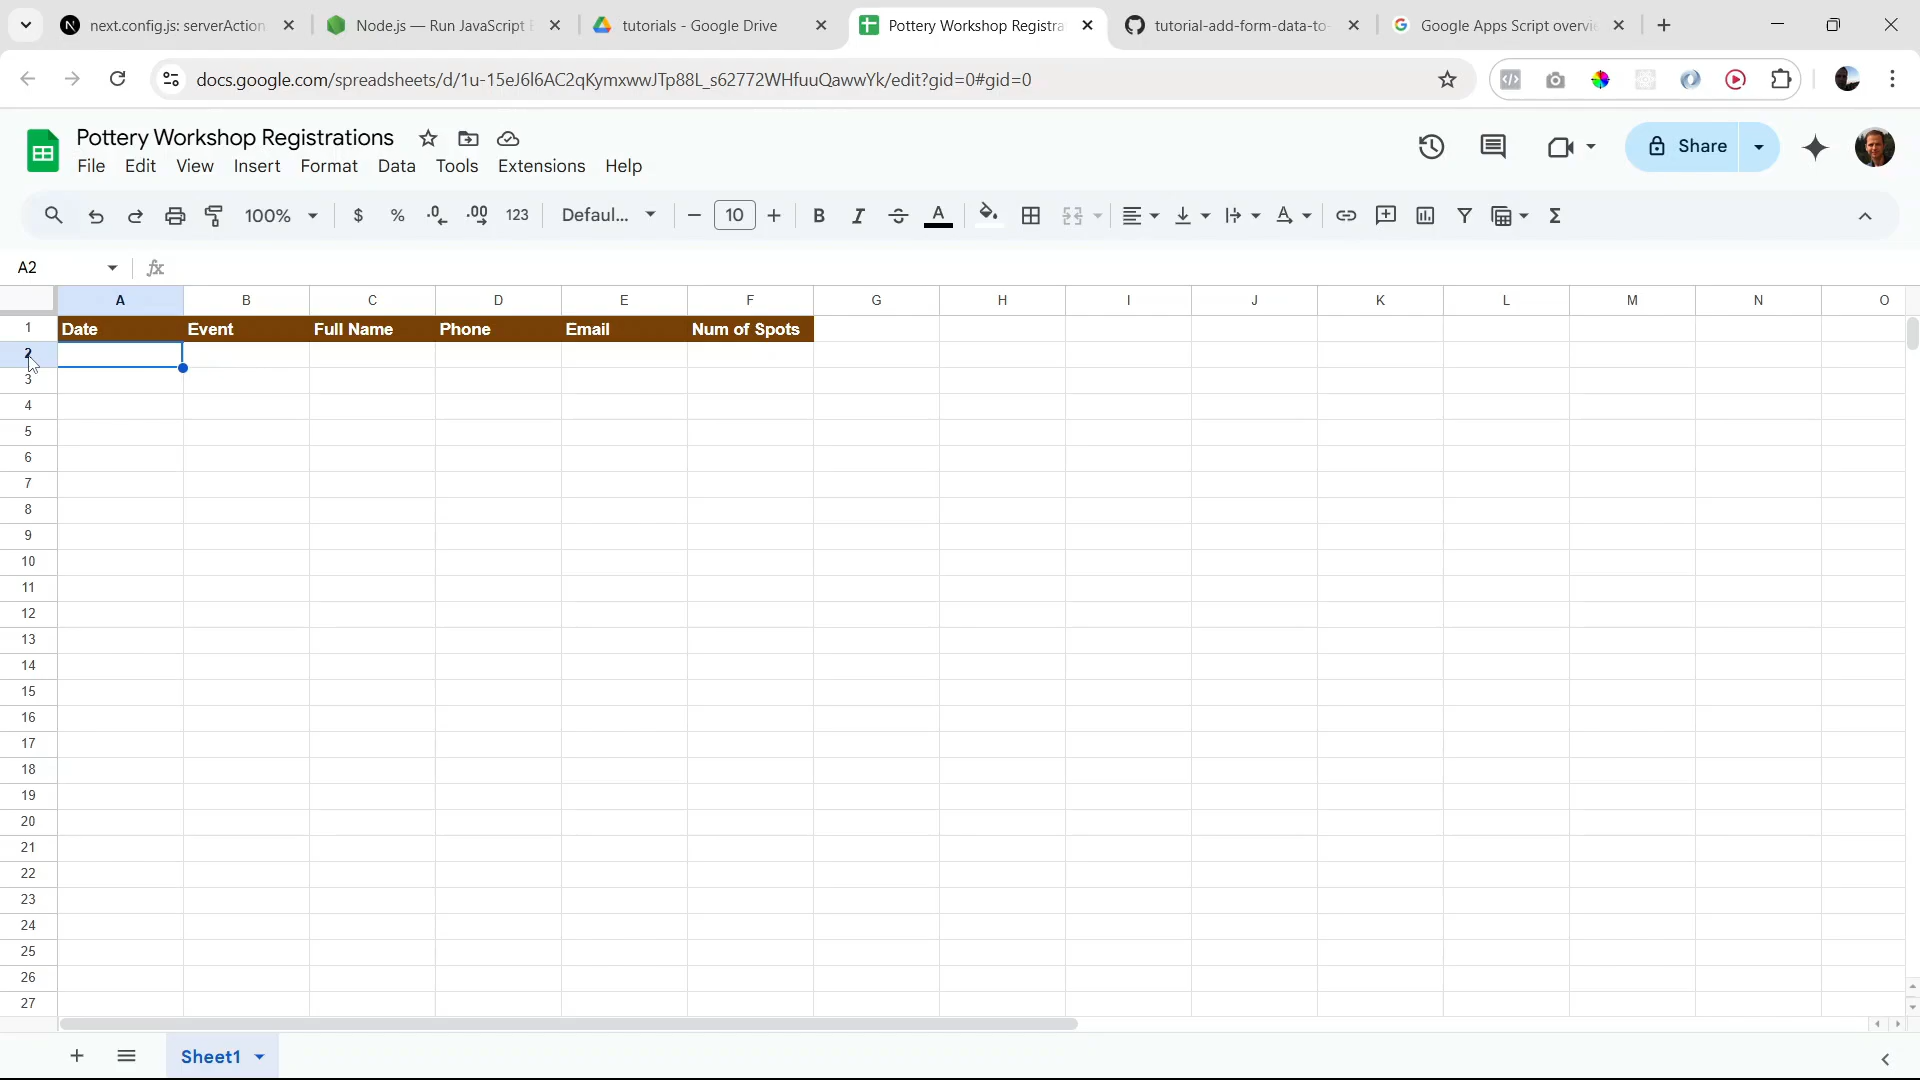 next.config.js: serverAction
Node.js — Run JavaScript E
tutorials - Google Drive
Pottery Workshop Registra
tutorial-add-form-data-to-
Google Apps Script overvie
docs.google.com/spreadsheets/d/1u-15eJ6l6AC2qKymxwwJTp88L_s62772WHfuuQawwYk/edit?gid=0#gid=0
Pottery Workshop Registrations
File Edit View Insert Format Data Tools Extensions Help
Share
100% $ % .0 .00 123 Defaul... 10 B I A A Σ
A2 fx
A B C D E F G H I J K L M N O
1 Date Event Full Name Phone Email Num of Spots
2
3
4
5
6
7
8
9
10
11
12
13
14
15
16
17
18
19
20
21
22
23
24
25
26
27
Sheet1